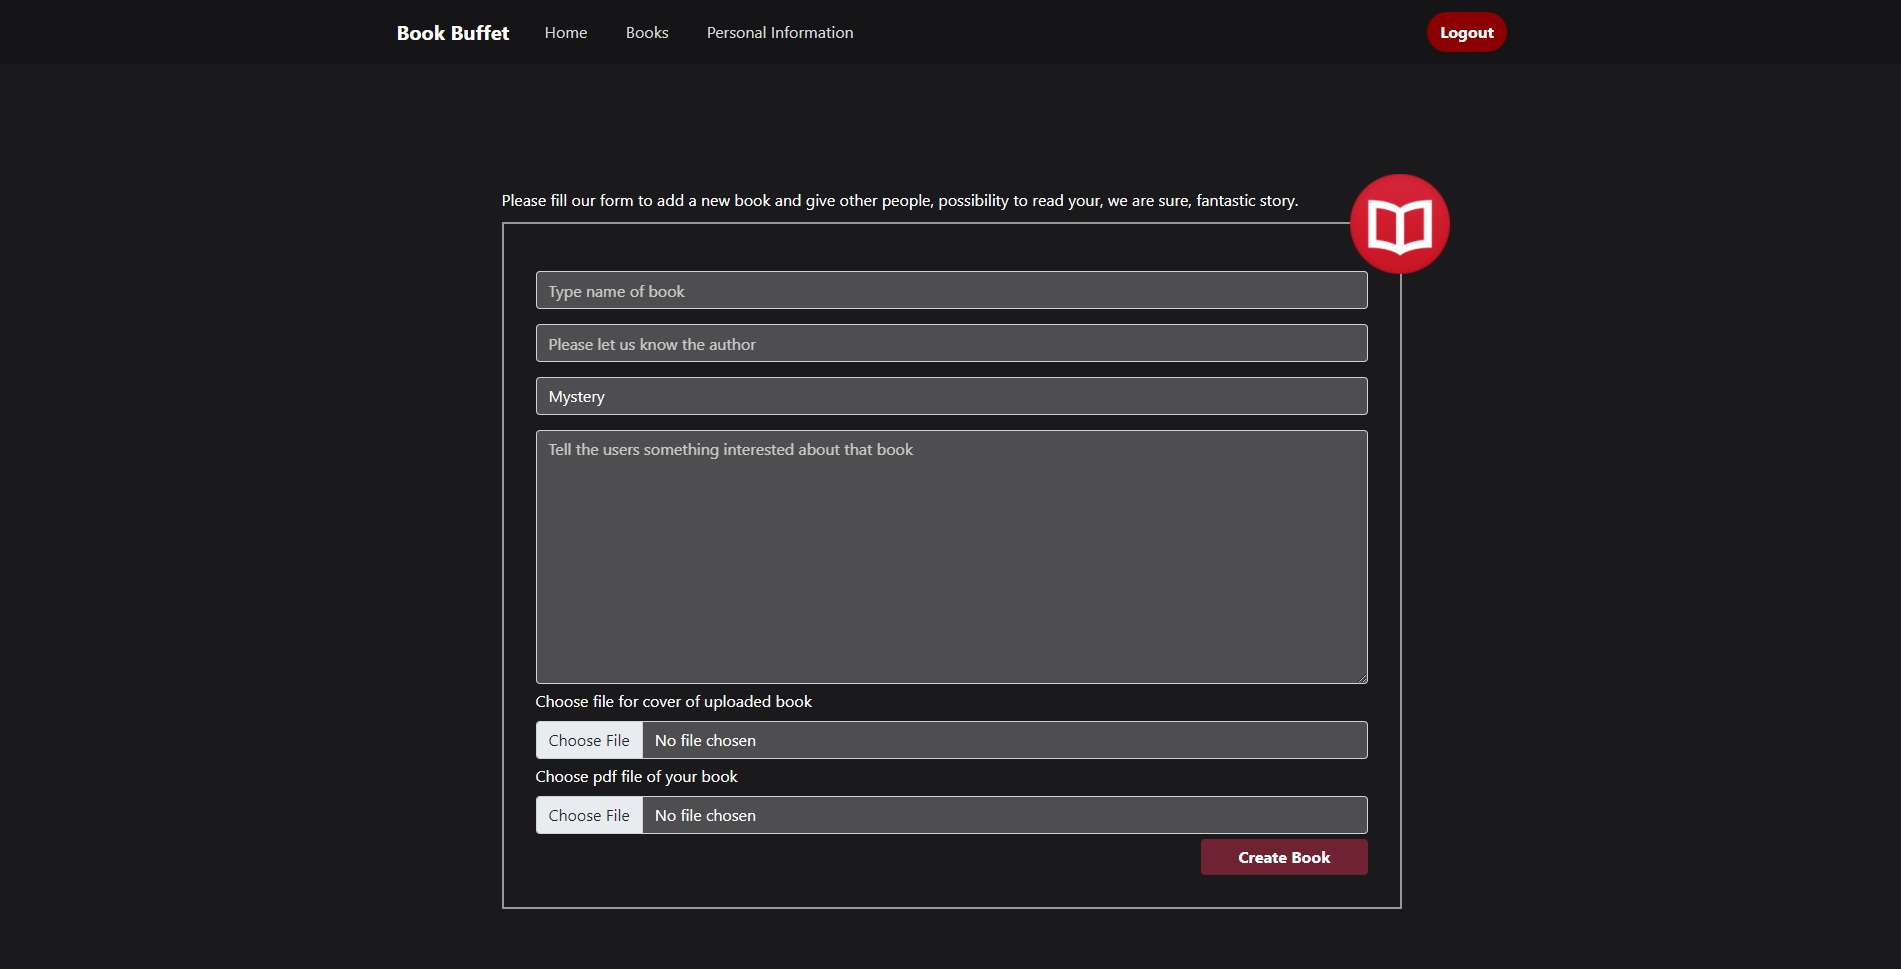 Book Buffet Home Books Personal Information Logout
Please fill our form to add a new book and give other people, possibility to read your, we are sure, fantastic story.
Type name of book
Please let us know the author
Mystery
Tell the users something interested about that book
Choose file for cover of uploaded book
Choose File No file chosen
Choose pdf file of your book
Choose File No file chosen
Create Book